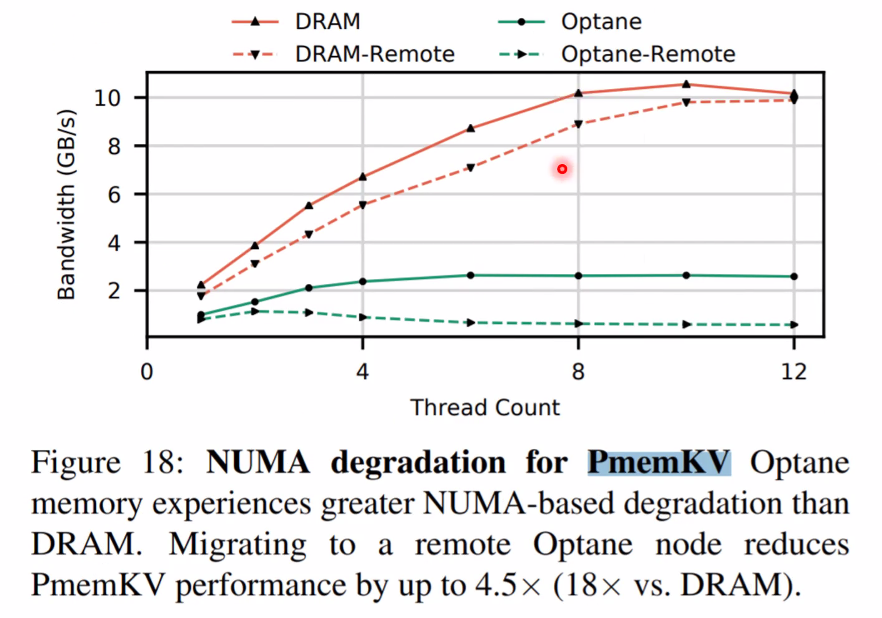 DRAM
Optane
DRAM-Remote
Optane-Remote
Bandwidth (GB/s)
10
8
6
4
2
0
4
8
12
Thread Count
Figure 18: NUMA degradation for PmemKV Optane
memory experiences greater NUMA-based degradation than
DRAM. Migrating to a remote Optane node reduces
PmemKV performance by up to 4.5× (18× vs. DRAM).